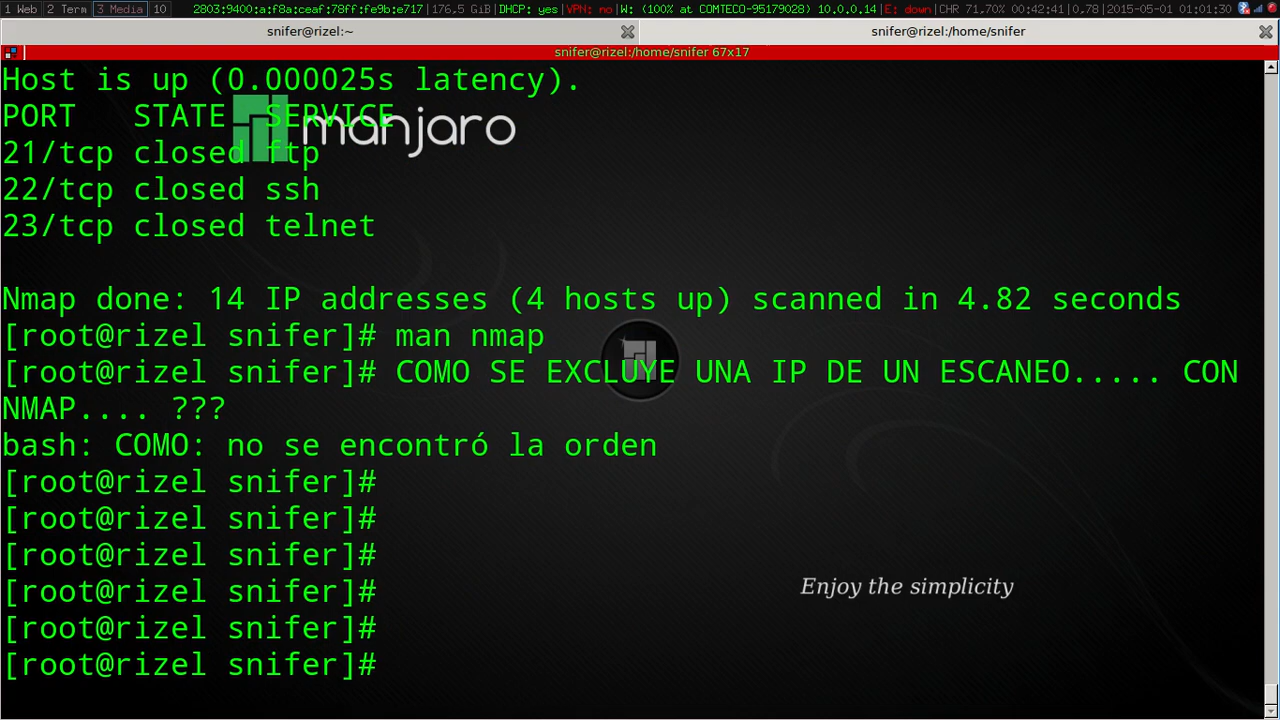 1 Web 2 Term 3 Media 10 2803:9400:a:f8a:ceaf:78ff:fe9b:e717|176,5 GiB|DHCP: yes|VPN: no|W: (100% at COMTECO-95179028) 10.0.0.14|E: down|CHR 71,70% 00:42:41|0,78|2015-05-01 01:01:30
snifer@rizel:~ snifer@rizel:/home/snifer
snifer@rizel:/home/snifer 67x17
Host is up (0.000025s latency).
PORT STATE SERVICE
manjaro
21/tcp closed ftp
22/tcp closed ssh
23/tcp closed telnet
Nmap done: 14 IP addresses (4 hosts up) scanned in 4.82 seconds
[root@rizel snifer]# man nmap
[root@rizel snifer]# COMO SE EXCLUYE UNA IP DE UN ESCANEO..... CON
NMAP.... ???
bash: COMO: no se encontró la orden
[root@rizel snifer]#
[root@rizel snifer]#
[root@rizel snifer]#
[root@rizel snifer]#
Enjoy the simplicity
[root@rizel snifer]#
[root@rizel snifer]#